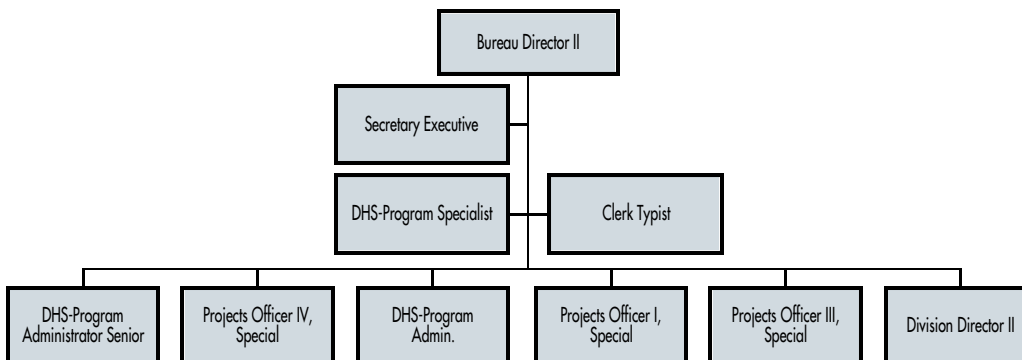 Bureau Director II
Secretary Executive
DHS-Program Specialist
Clerk Typist
DHS-Program
Administrator Senior
Projects Officer IV,
Special
DHS-Program
Admin.
Projects Officer I,
Special
Projects Officer III,
Special
Division Director II